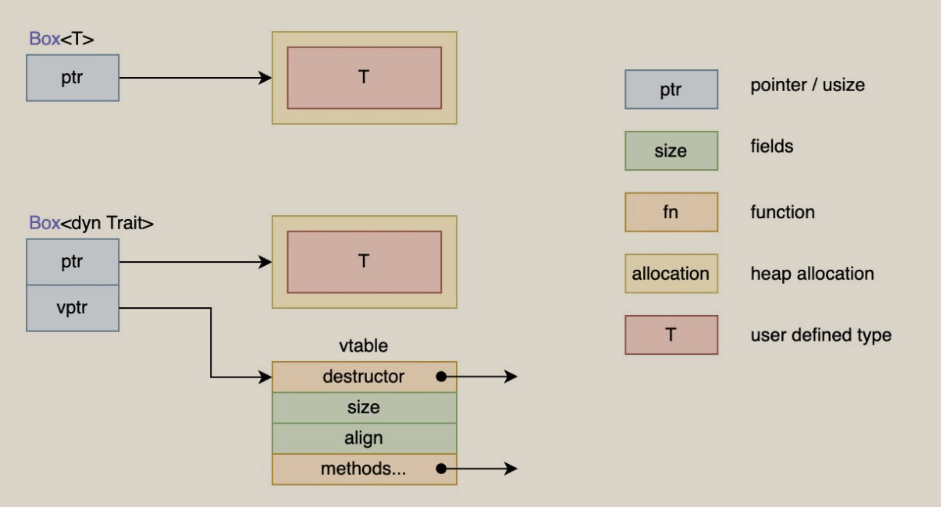 Box<T>
ptr
T
Box<dyn Trait>
ptr
T
vptr
vtable
destructor
size
align
methods...
ptr pointer / usize
size fields
fn function
allocation heap allocation
T user defined type